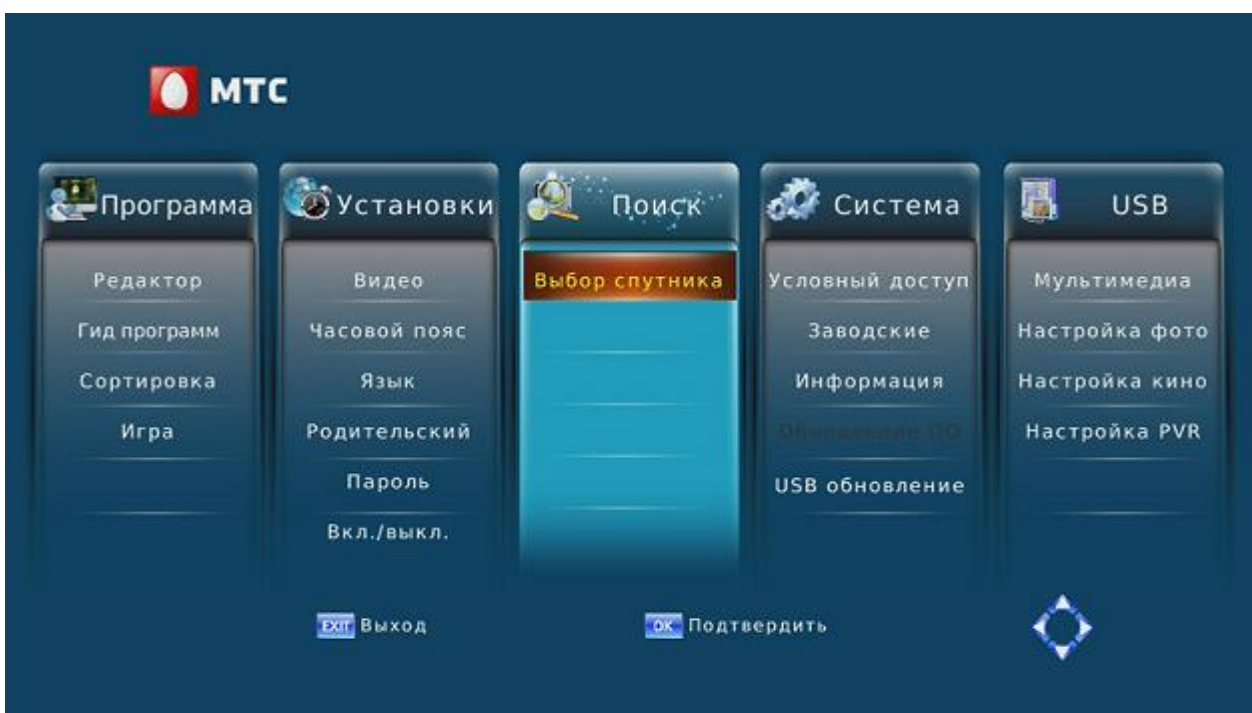 МТС
Программа
Редактор
Гид программ
Сортировка
Игра
Установки
Видео
Часовой пояс
Язык
Родительский
Пароль
Вкл./выкл.
Поиск
Выбор спутника
Система
Условный доступ
Заводские
Информация
Обновление ПО
USB обновление
USB
Мультимедиа
Настройка фото
Настройка кино
Настройка PVR
EXIT Выход
OK Подтвердить